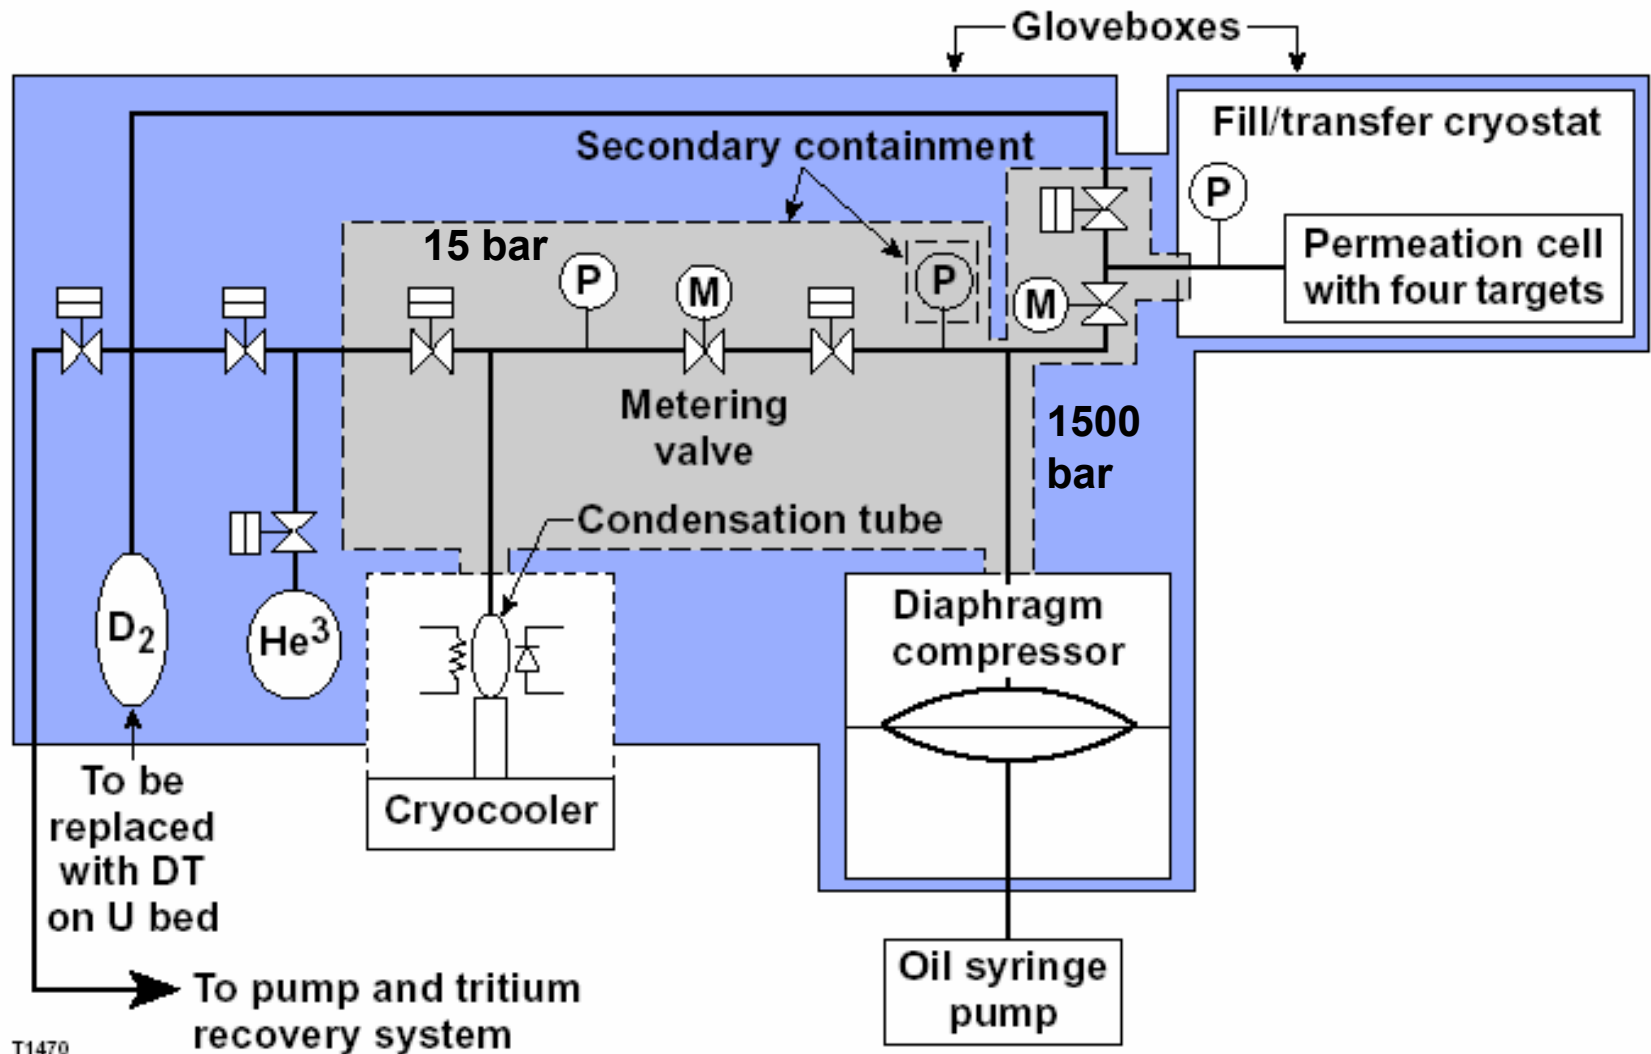 Gloveboxes
Fill/transfer cryostat
Secondary containment
P
15 bar
P
M
P
M
Permeation cell
with four targets
Metering
valve
1500
bar
Condensation tube
D2
He3
Diaphragm
compressor
To be
replaced
with DT
on U bed
Cryocooler
Oil syringe
pump
To pump and tritium
recovery system
T1470